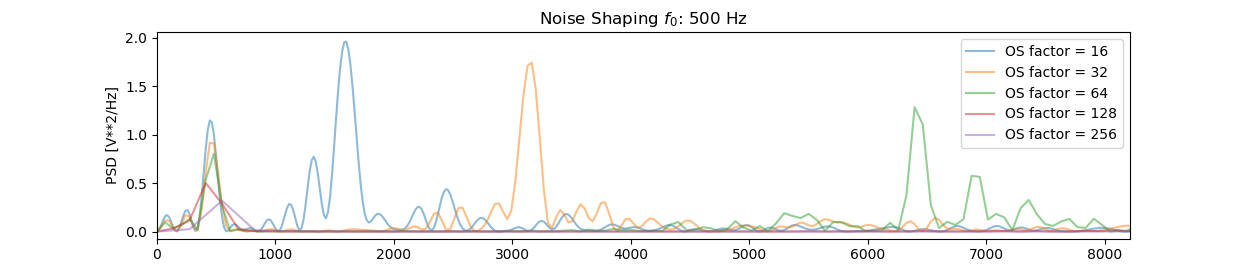 Noise Shaping f₀: 500 Hz
PSD [V**2/Hz]
2.0
1.5
1.0
0.5
0.0
0 1000 2000 3000 4000 5000 6000 7000 8000
OS factor = 16
OS factor = 32
OS factor = 64
OS factor = 128
OS factor = 256